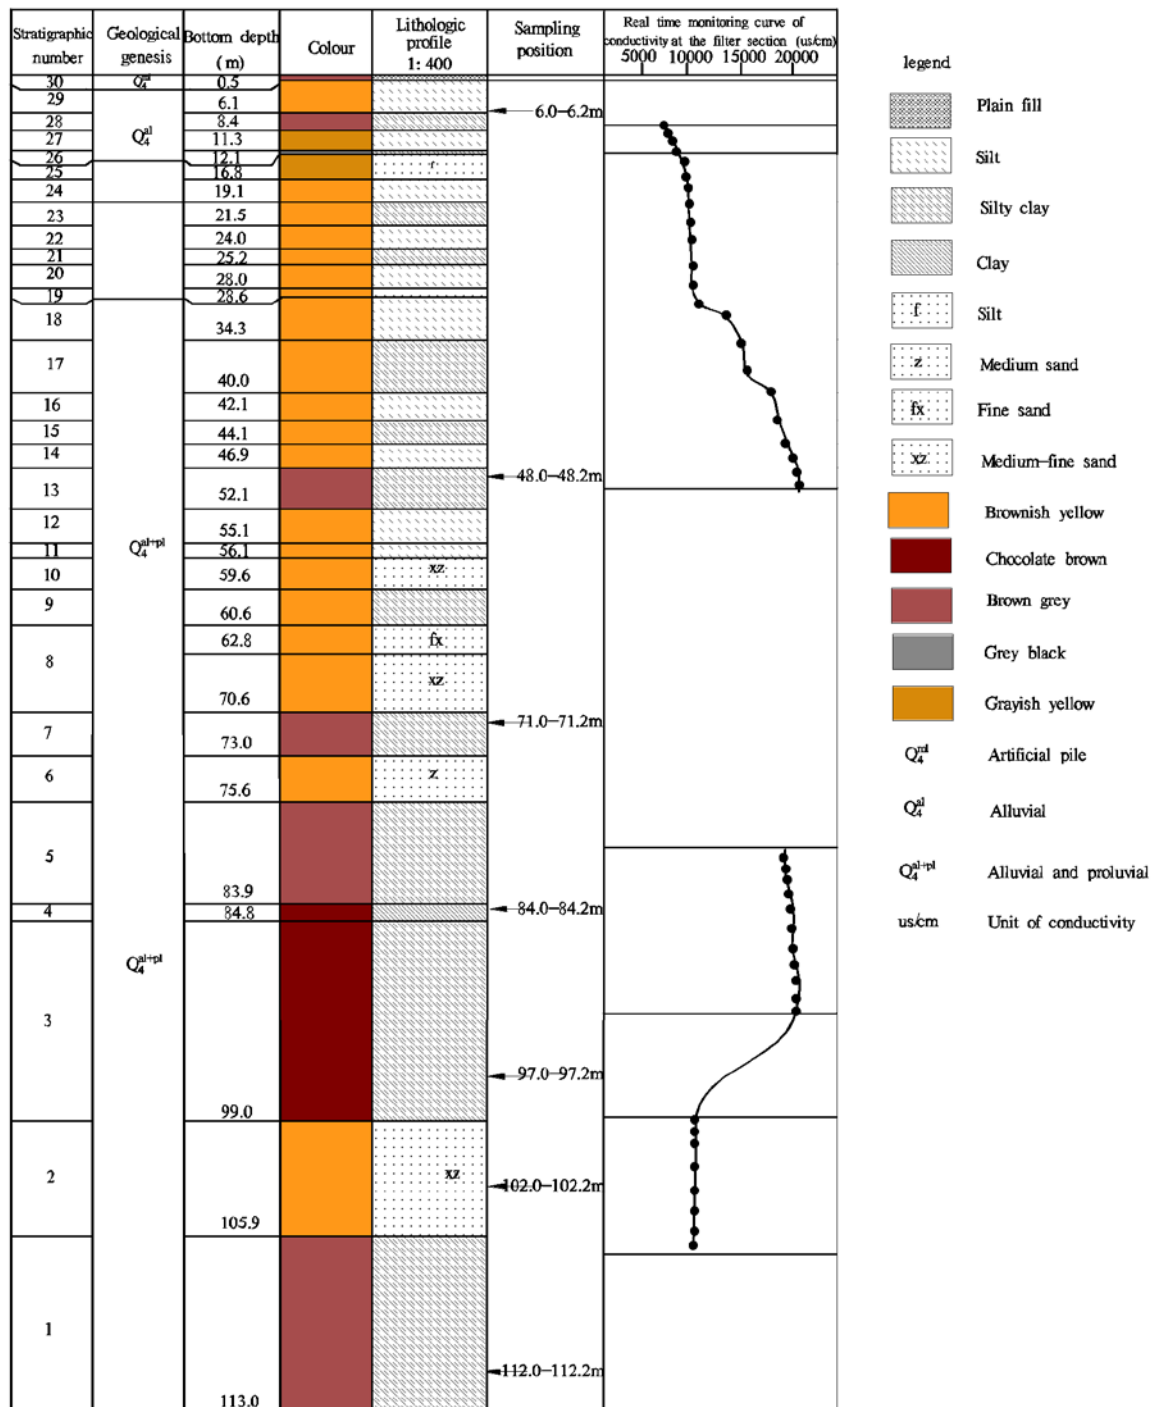 Stratigraphic number
Geological genesis
Bottom depth (m)
Colour
Lithologic profile 1: 400
Sampling position
Real time monitoring curve of conductivity at the filter section (us/cm)
5000 10000 15000 20000
30 Q₄ᵐˡ 0.5
29 6.1
6.0—6.2m
28 8.4
Q₄ᵃˡ
27 11.3
26 12.1
25 16.8 f
24 19.1
23 21.5
22 24.0
21 25.2
20 28.0
19 28.6
18 34.3
17 40.0
16 42.1
15 44.1
14 46.9
48.0—48.2m
13 52.1
12 55.1
Q₄ᵃˡ⁺ᵖˡ
11 56.1
10 59.6 xz
9 60.6
62.8 fx
8 70.6 xz
71.0—71.2m
7 73.0
6 75.6 z
5 83.9
4 84.8
84.0—84.2m
Q₄ᵃˡ⁺ᵖˡ
3 99.0
97.0—97.2m
2 105.9 xz
102.0—102.2m
1 113.0
112.0—112.2m
legend
Plain fill
Silt
Silty clay
Clay
f Silt
z Medium sand
fx Fine sand
xz Medium—fine sand
Brownish yellow
Chocolate brown
Brown grey
Grey black
Grayish yellow
Q₄ᵐˡ Artificial pile
Q₄ᵃˡ Alluvial
Q₄ᵃˡ⁺ᵖˡ Alluvial and proluvial
us/cm Unit of conductivity